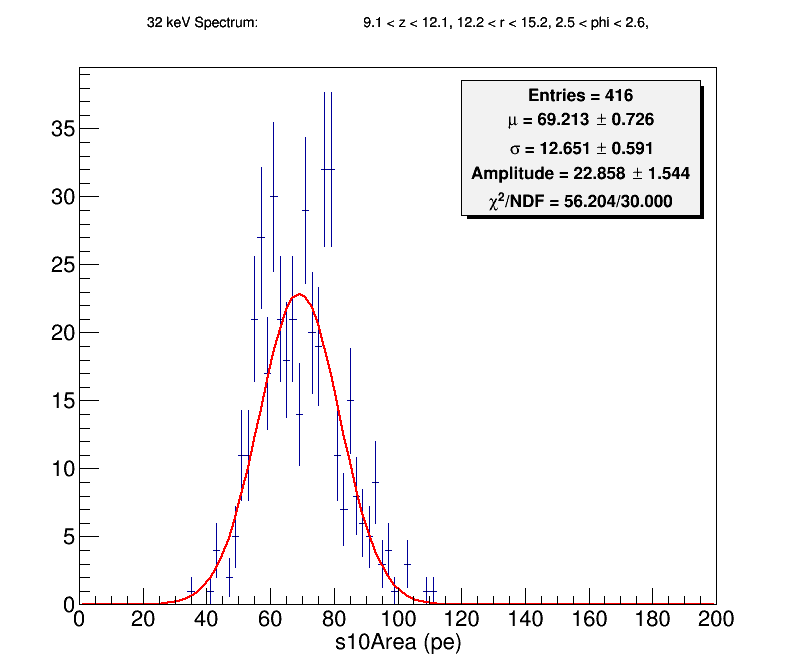 32 keV Spectrum: 9.1 < z < 12.1, 12.2 < r < 15.2, 2.5 < phi < 2.6,
Entries = 416
μ = 69.213 ± 0.726
σ = 12.651 ± 0.591
Amplitude = 22.858 ± 1.544
χ²/NDF = 56.204/30.000
35
30
25
20
15
10
5
0
0 20 40 60 80 100 120 140 160 180 200
s10Area (pe)